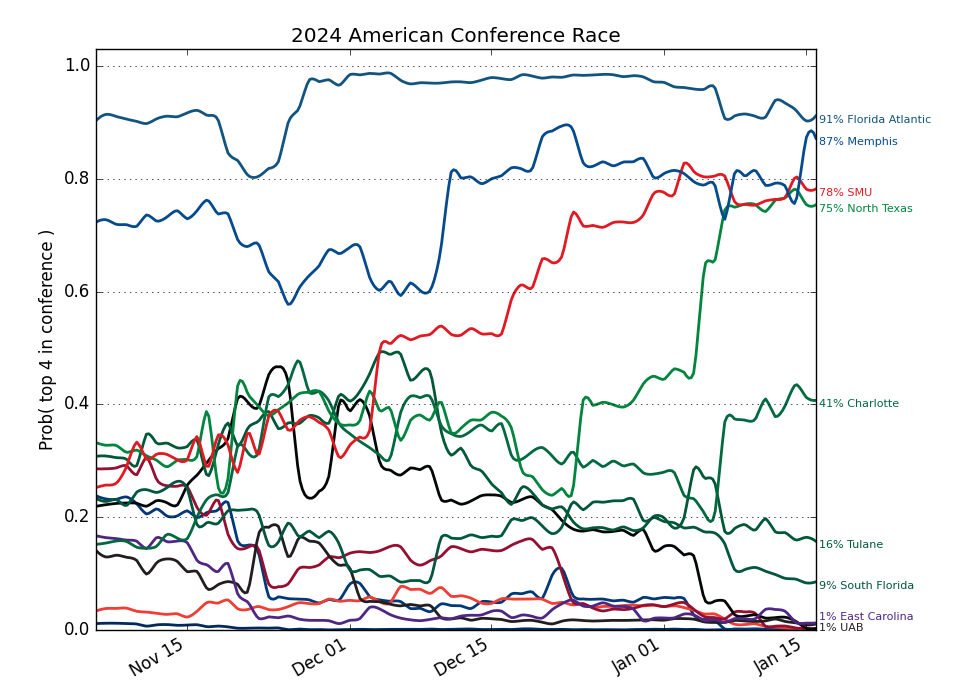 2024 American Conference Race
Prob( top 4 in conference )
1.0
0.8
0.6
0.4
0.2
0.0
91% Florida Atlantic
87% Memphis
78% SMU
75% North Texas
41% Charlotte
16% Tulane
9% South Florida
1% East Carolina
1% UAB
Nov 15
Dec 01
Dec 15
Jan 01
Jan 15